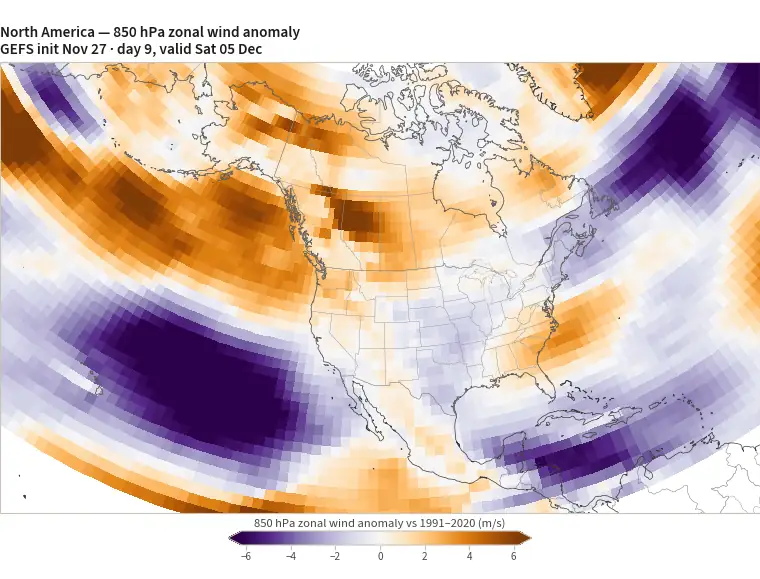 North America — 850 hPa zonal wind anomaly
GEFS init Nov 27 · day 9, valid Sat 05 Dec
850 hPa zonal wind anomaly vs 1991−2020 (m/s)
−6 −4 −2 0 2 4 6